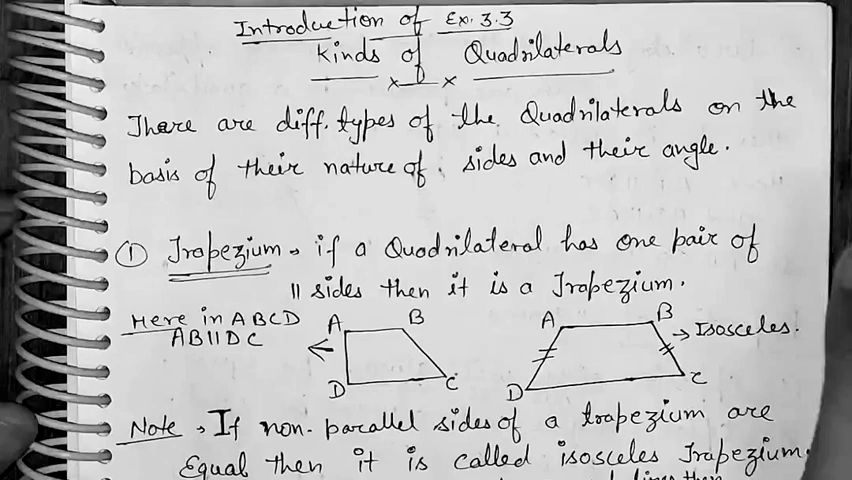 Introduction of Ex. 3.3
Kinds of Quadrilaterals
There are diff. types of the Quadrilaterals on the
basis of their nature of. sides and their angle.
① Trapezium → if a Quadrilateral has one pair of
|| sides then it is a Trapezium.
Here in ABCD
AB||DC
A B
D C
A B
→ Isosceles.
D C
Note → If non-parallel sides of a trapezium are
Equal then it is called isosceles Trapezium.